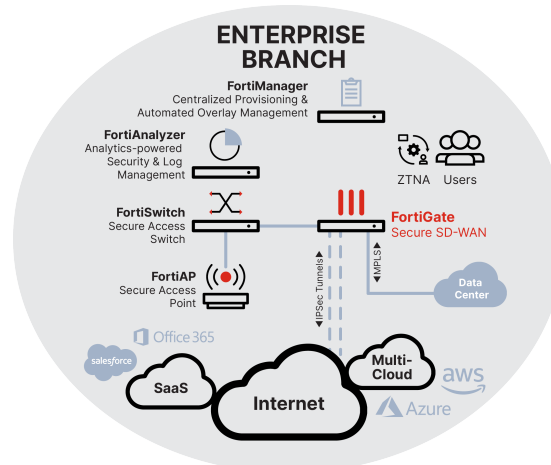 ENTERPRISE
BRANCH
FortiManager
Centralized Provisioning &
Automated Overlay Management
FortiAnalyzer
Analytics-powered
Security & Log
Management
ZTNA
Users
FortiSwitch
Secure Access
Switch
FortiGate
Secure SD-WAN
FortiAP
Secure Access
Point
IPSec Tunnels
MPLS
Data
Center
Office 365
salesforce
SaaS
Internet
Multi-
Cloud
aws
Azure